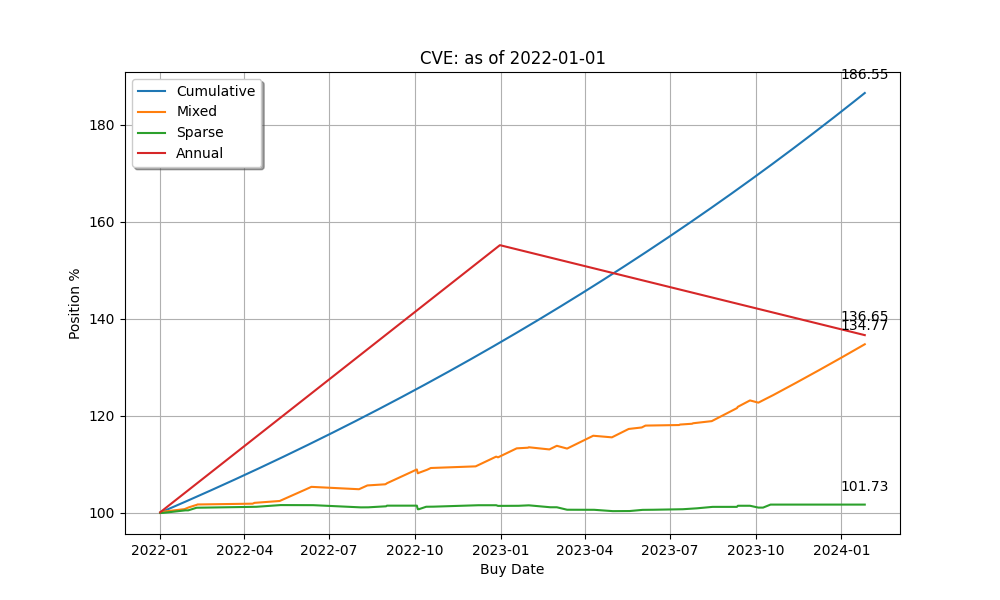 CVE: as of 2022-01-01
186.55
Cumulative
Mixed
Sparse
Annual
180
160
140
120
100
Position %
136.65
134.77
101.73
2022-01 2022-04 2022-07 2022-10 2023-01 2023-04 2023-07 2023-10 2024-01
Buy Date